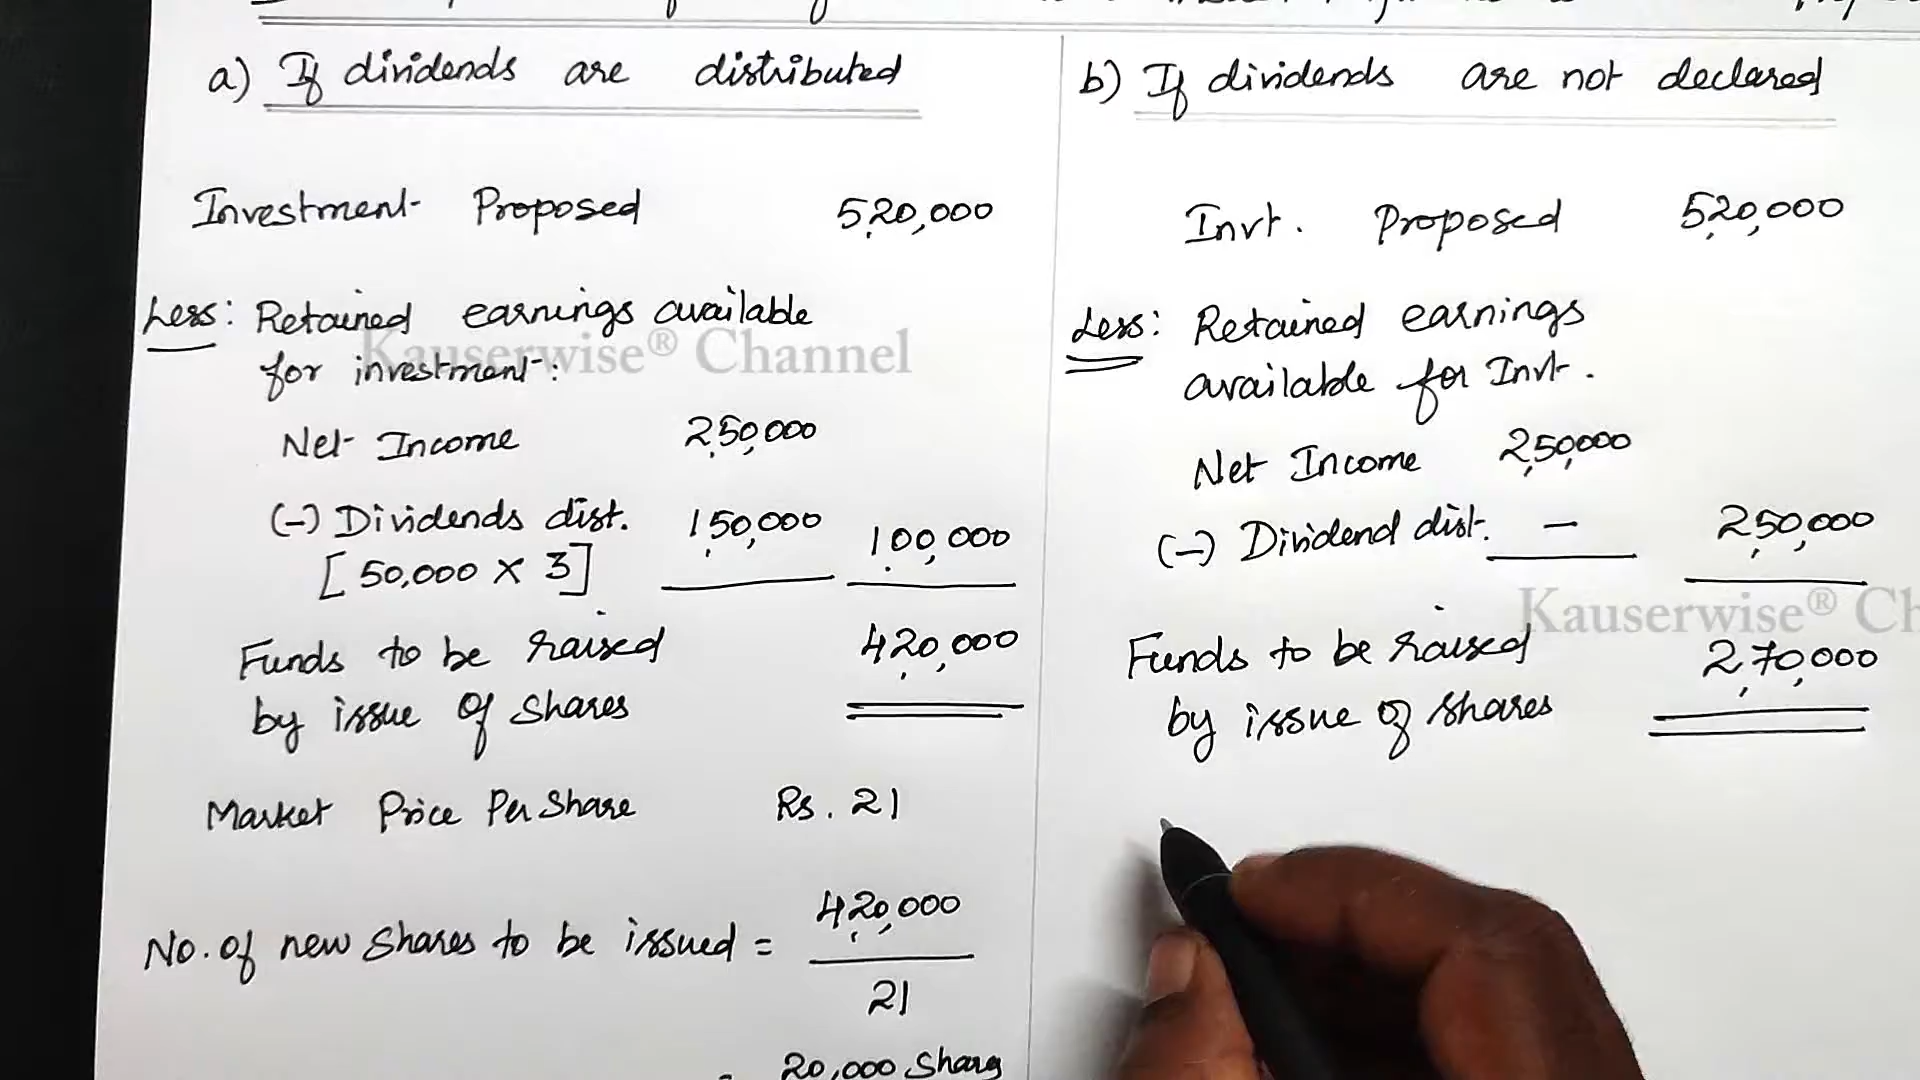 a) If dividends are distributed
Investment Proposed 5,20,000
Less: Retained earnings available
for investment:
Net Income 2,50,000
(-) Dividends dist. 1,50,000 1,00,000
[50,000 X 3]
Funds to be raised 4,20,000
by issue of shares
Market Price Per Share Rs. 21
No. of new shares to be issued = 4,20,000
21
= 20,000 Shares
b) If dividends are not declared
Invt. Proposed 5,20,000
Less: Retained earnings
available for Invt.
Net Income 2,50,000
(-) Dividend dist. - 2,50,000
Funds to be raised 2,70,000
by issue of shares
Kauserwise® Channel
Kauserwise® Ch